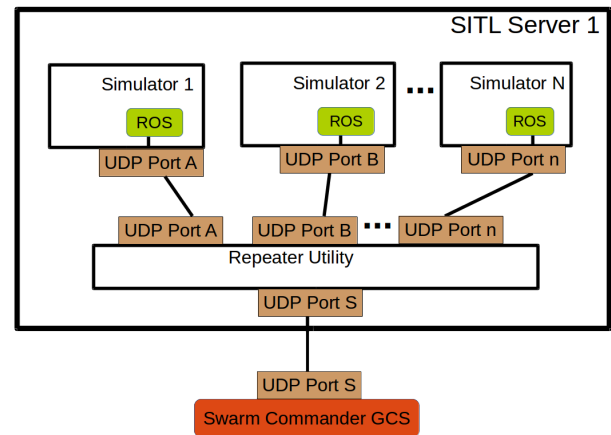 SITL Server 1
Simulator 1
Simulator 2
...
Simulator N
ROS
ROS
ROS
UDP Port A
UDP Port B
UDP Port n
UDP Port A
UDP Port B
...
UDP Port n
Repeater Utility
UDP Port S
UDP Port S
Swarm Commander GCS